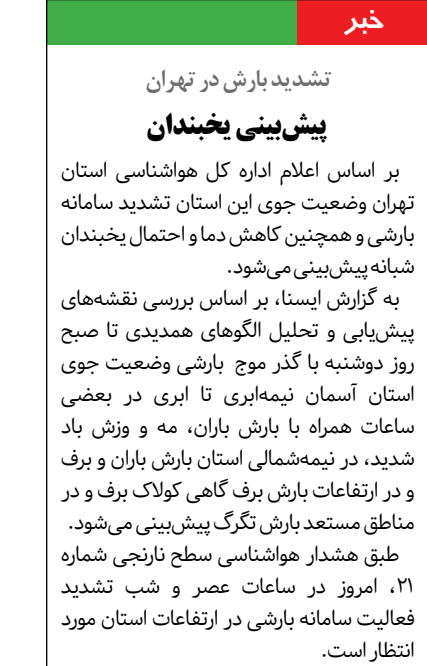 خبر
تشدید بارش در تهران
پیش‌بینی یخبندان
بر اساس اعلام اداره کل هواشناسی استان
تهران وضعیت جوی این استان تشدید سامانه
بارشی و همچنین کاهش دما و احتمال یخبندان
شبانه پیش‌بینی می‌شود.
به گزارش ایسنا، بر اساس بررسی نقشه‌های
پیش‌یابی و تحلیل الگوهای همدیدی تا صبح
روز دوشنبه با گذر موج بارشی وضعیت جوی
استان آسمان نیمه‌ابری تا ابری در بعضی
ساعات همراه با بارش باران، مه و وزش باد
شدید، در نیمه‌شمالی استان بارش باران و برف
و در ارتفاعات بارش برف گاهی کولاک برف و در
مناطق مستعد بارش تگرگ پیش‌بینی می‌شود.
طبق هشدار هواشناسی سطح نارنجی شماره
۲۱، امروز در ساعات عصر و شب تشدید
فعالیت سامانه بارشی در ارتفاعات استان مورد
انتظار است.